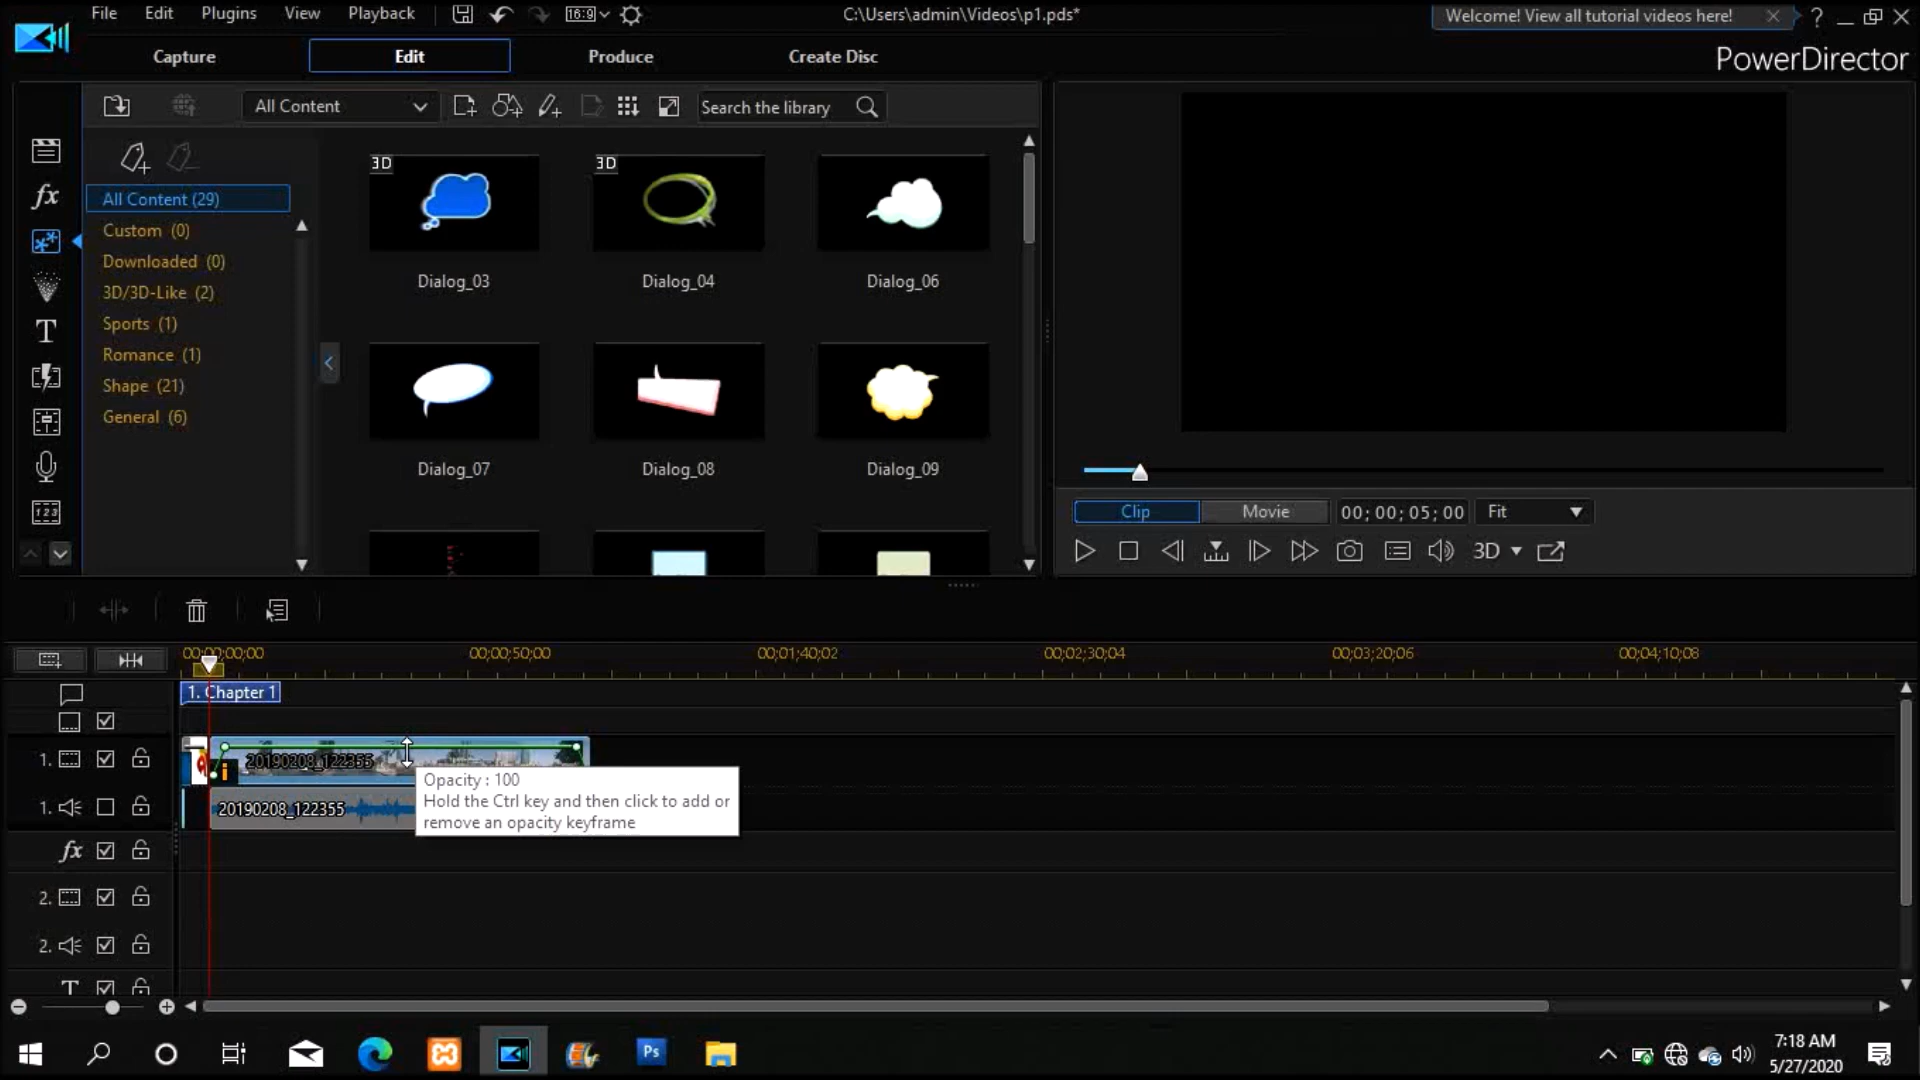 File Edit Plugins View Playback 16:9 C:\Users\admin\Videos\p1.pds* Welcome! View all tutorial videos here! ?
Capture Edit Produce Create Disc PowerDirector
All Content Search the library
All Content (29)
Custom (0)
Downloaded (0)
3D/3D-Like (2)
Sports (1)
Romance (1)
Shape (21)
General (6)
3D 3D
Dialog_03 Dialog_04 Dialog_06
Dialog_07 Dialog_08 Dialog_09
fx
T
123
Clip Movie 00; 00; 05; 00 Fit
3D
00;00;00;00 00;00;50;00 00;01;40;02 00;02;30;04 00;03;20;06 00;04;10;08
1. Chapter 1
1. 20190208_122355
i
Opacity : 100
Hold the Ctrl key and then click to add or
remove an opacity keyframe
1. 20190208_122355
fx
2.
2.
T
Ps
7:18 AM
5/27/2020